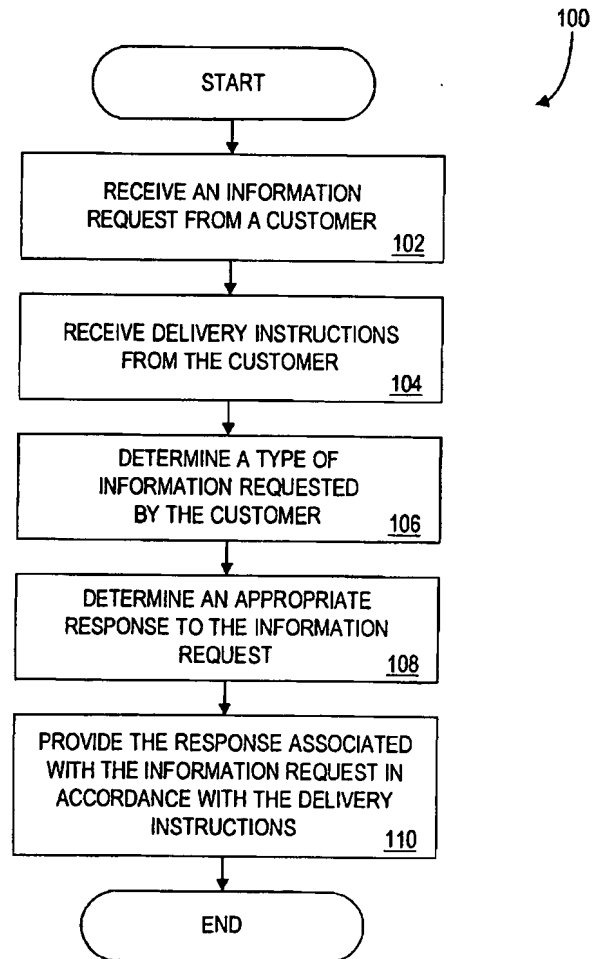 100
START
RECEIVE AN INFORMATION
REQUEST FROM A CUSTOMER
102
RECEIVE DELIVERY INSTRUCTIONS
FROM THE CUSTOMER
104
DETERMINE A TYPE OF
INFORMATION REQUESTED
BY THE CUSTOMER
106
DETERMINE AN APPROPRIATE
RESPONSE TO THE INFORMATION
REQUEST
108
PROVIDE THE RESPONSE ASSOCIATED
WITH THE INFORMATION REQUEST IN
ACCORDANCE WITH THE DELIVERY
INSTRUCTIONS
110
END